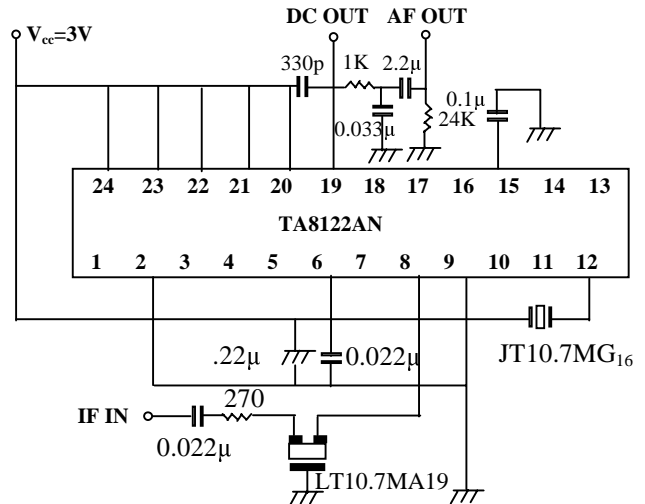 DC OUT AF OUT
Vcc=3V
330p 1K 2.2µ
0.1µ
0.033µ 24K
24 23 22 21 20 19 18 17 16 15 14 13
TA8122AN
1 2 3 4 5 6 7 8 9 10 11 12
.22µ 0.022µ
JT10.7MG16
270
IF IN
0.022µ
LT10.7MA19